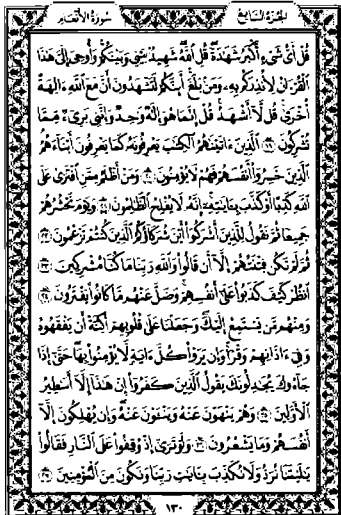 الجزء السابع سورة الأنعام
قُلْ أَىُّ شَىْءٍ أَكْبَرُ شَهَٰدَةً قُلِ ٱللَّهُ شَهِيدٌۢ بَيْنِى وَبَيْنَكُمْ وَأُوحِىَ إِلَىَّ هَٰذَا
ٱلْقُرْءَانُ لِأُنذِرَكُم بِهِۦ وَمَنۢ بَلَغَ أَئِنَّكُمْ لَتَشْهَدُونَ أَنَّ مَعَ ٱللَّهِ ءَالِهَةً
أُخْرَىٰ قُل لَّآ أَشْهَدُ قُلْ إِنَّمَا هُوَ إِلَٰهٌ وَٰحِدٌ وَإِنَّنِى بَرِىٓءٌ مِّمَّا
تُشْرِكُونَ ١٩ ٱلَّذِينَ ءَاتَيْنَٰهُمُ ٱلْكِتَٰبَ يَعْرِفُونَهُۥ كَمَا يَعْرِفُونَ أَبْنَآءَهُمُ
ٱلَّذِينَ خَسِرُوٓا۟ أَنفُسَهُمْ فَهُمْ لَا يُؤْمِنُونَ ٢٠ وَمَنْ أَظْلَمُ مِمَّنِ ٱفْتَرَىٰ عَلَى
ٱللَّهِ كَذِبًا أَوْ كَذَّبَ بِـَٔايَٰتِهِۦٓ إِنَّهُۥ لَا يُفْلِحُ ٱلظَّٰلِمُونَ ٢١ وَيَوْمَ نَحْشُرُهُمْ
جَمِيعًا ثُمَّ نَقُولُ لِلَّذِينَ أَشْرَكُوٓا۟ أَيْنَ شُرَكَآؤُكُمُ ٱلَّذِينَ كُنتُمْ تَزْعُمُونَ ٢٢
ثُمَّ لَمْ تَكُن فِتْنَتُهُمْ إِلَّآ أَن قَالُوا۟ وَٱللَّهِ رَبِّنَا مَا كُنَّا مُشْرِكِينَ ٢٣
ٱنظُرْ كَيْفَ كَذَبُوا۟ عَلَىٰٓ أَنفُسِهِمْ وَضَلَّ عَنْهُم مَّا كَانُوا۟ يَفْتَرُونَ ٢٤
وَمِنْهُم مَّن يَسْتَمِعُ إِلَيْكَ وَجَعَلْنَا عَلَىٰ قُلُوبِهِمْ أَكِنَّةً أَن يَفْقَهُوهُ
وَفِىٓ ءَاذَانِهِمْ وَقْرًا وَإِن يَرَوْا۟ كُلَّ ءَايَةٍ لَّا يُؤْمِنُوا۟ بِهَا حَتَّىٰٓ إِذَا
جَآءُوكَ يُجَٰدِلُونَكَ يَقُولُ ٱلَّذِينَ كَفَرُوٓا۟ إِنْ هَٰذَآ إِلَّآ أَسَٰطِيرُ
ٱلْأَوَّلِينَ ٢٥ وَهُمْ يَنْهَوْنَ عَنْهُ وَيَنْـَٔوْنَ عَنْهُ وَإِن يُهْلِكُونَ إِلَّآ
أَنفُسَهُمْ وَمَا يَشْعُرُونَ ٢٦ وَلَوْ تَرَىٰٓ إِذْ وُقِفُوا۟ عَلَى ٱلنَّارِ فَقَالُوا۟
يَٰلَيْتَنَا نُرَدُّ وَلَا نُكَذِّبَ بِـَٔايَٰتِ رَبِّنَا وَنَكُونَ مِنَ ٱلْمُؤْمِنِينَ ٢٧
١٣٠